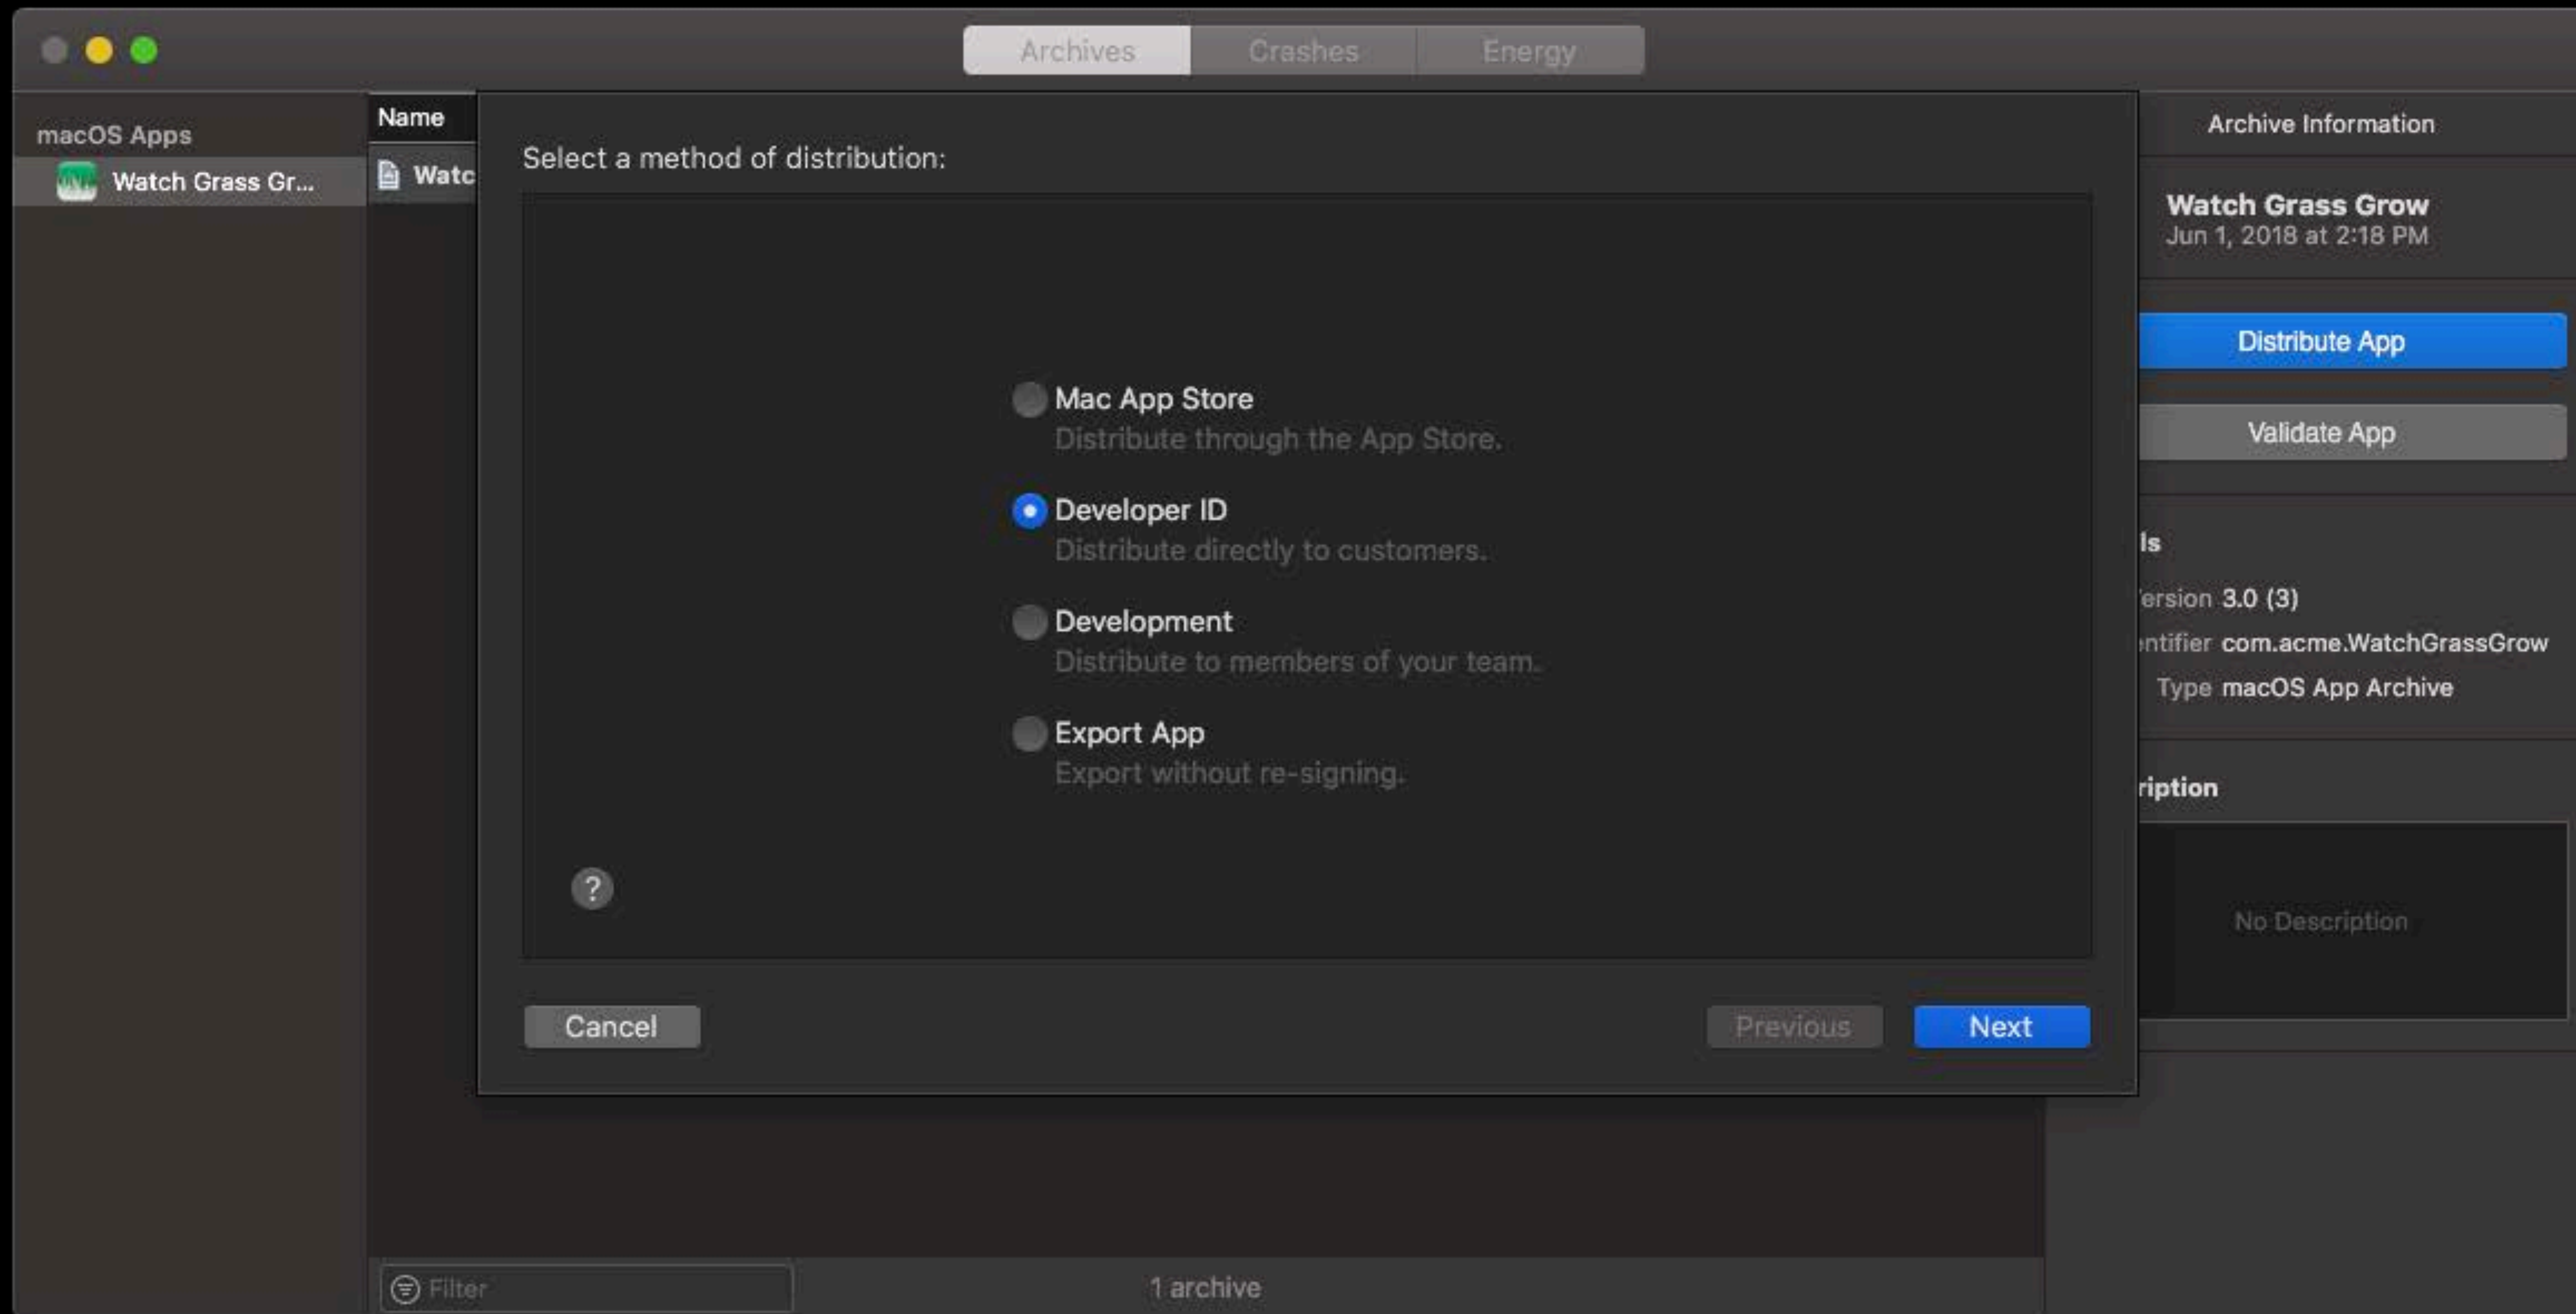 Archives
Crashes
Energy
macOS Apps
Watch Grass Gr...
Name
Watc
Select a method of distribution:
Mac App Store
Distribute through the App Store.
Developer ID
Distribute directly to customers.
Development
Distribute to members of your team.
Export App
Export without re-signing.
?
Cancel
Previous
Next
Archive Information
Watch Grass Grow
Jun 1, 2018 at 2:18 PM
Distribute App
Validate App
ls
ersion 3.0 (3)
entifier com.acme.WatchGrassGrow
Type macOS App Archive
ription
No Description
Filter
1 archive